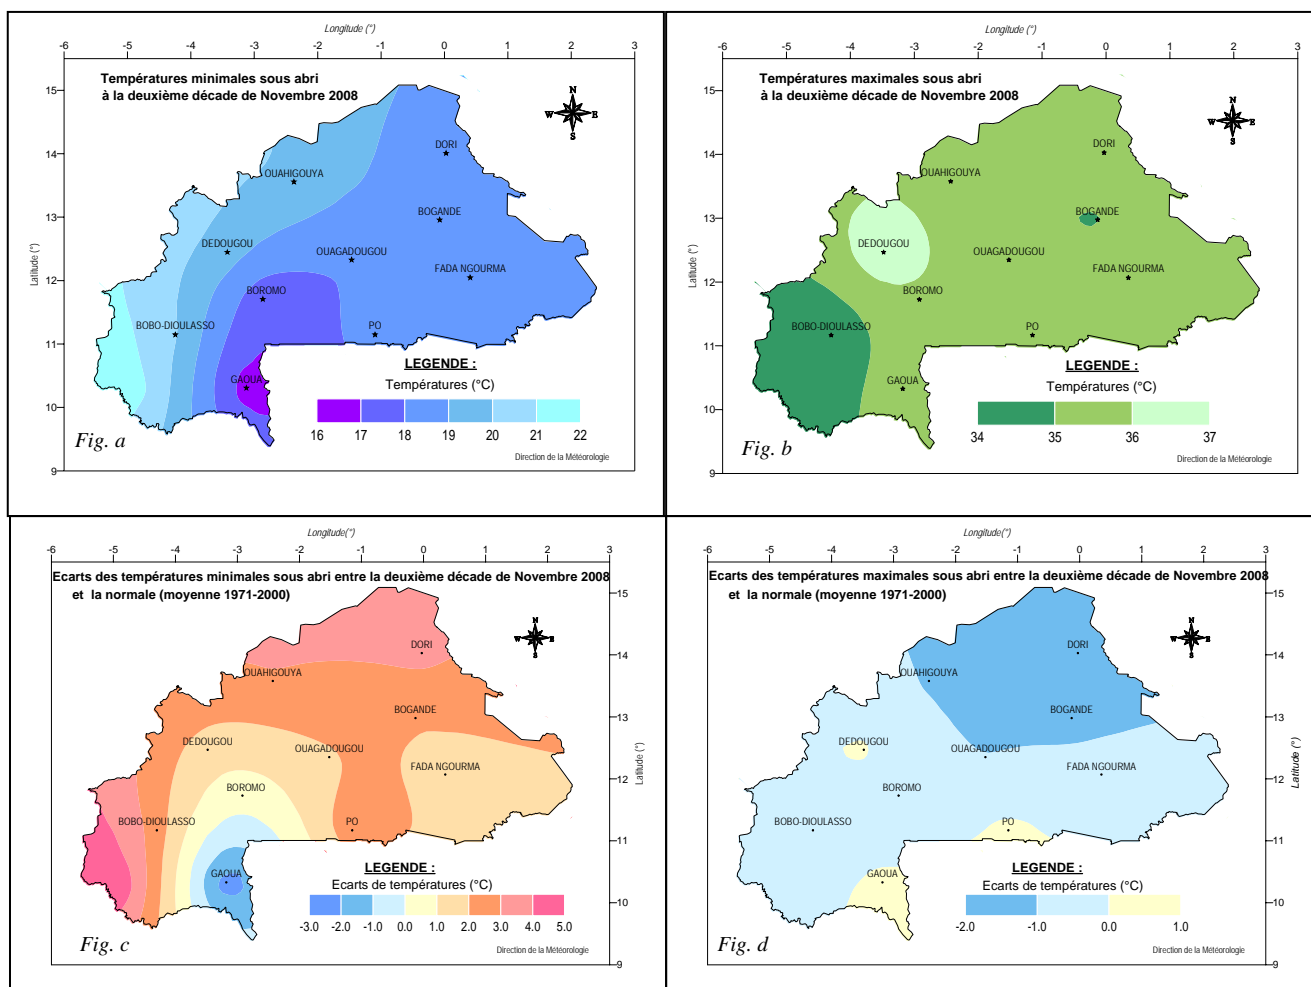 Longitude (°)
-6 -5 -4 -3 -2 -1 0 1 2 3
Températures minimales sous abri
à la deuxième décade de Novembre 2008
N
W E
S
15
14
13
12
11
10
9
Latitude (°)
DORI
OUAHIGOUYA
BOGANDE
DEDOUGOU
OUAGADOUGOU
FADA NGOURMA
BOROMO
BOBO-DIOULASSO
PO
GAOUA
LEGENDE :
Températures (°C)
16 17 18 19 20 21 22
Fig. a
Direction de la Météorologie
Longitude (°)
-6 -5 -4 -3 -2 -1 0 1 2 3
Températures maximales sous abri
à la deuxième décade de Novembre 2008
N
W E
S
15
14
13
12
11
10
9
Latitude (°)
DORI
OUAHIGOUYA
BOGANDE
DEDOUGOU
OUAGADOUGOU
FADA NGOURMA
BOROMO
BOBO-DIOULASSO
PO
GAOUA
LEGENDE :
Températures (°C)
34 35 36 37
Fig. b
Direction de la Météorologie
Longitude(°)
-6 -5 -4 -3 -2 -1 0 1 2 3
Ecarts des températures minimales sous abri entre la deuxième décade de Novembre 2008
et la normale (moyenne 1971-2000)
N
W E
S
15
14
13
12
11
10
9
Latitude (°)
DORI
OUAHIGOUYA
BOGANDE
DEDOUGOU
OUAGADOUGOU
FADA NGOURMA
BOROMO
BOBO-DIOULASSO
PO
GAOUA
LEGENDE :
Ecarts de températures (°C)
-3.0 -2.0 -1.0 0.0 1.0 2.0 3.0 4.0 5.0
Fig. c
Direction de la Météorologie
Longitude(°)
-6 -5 -4 -3 -2 -1 0 1 2 3
Ecarts des températures maximales sous abri entre la deuxième décade de Novembre 2008
et la normale (moyenne 1971-2000)
N
W E
S
15
14
13
12
11
10
9
Latitude (°)
DORI
OUAHIGOUYA
BOGANDE
DEDOUGOU
OUAGADOUGOU
FADA NGOURMA
BOROMO
BOBO-DIOULASSO
PO
GAOUA
LEGENDE :
Ecarts de températures (°C)
-2.0 -1.0 0.0 1.0
Fig. d
Direction de la Météorologie